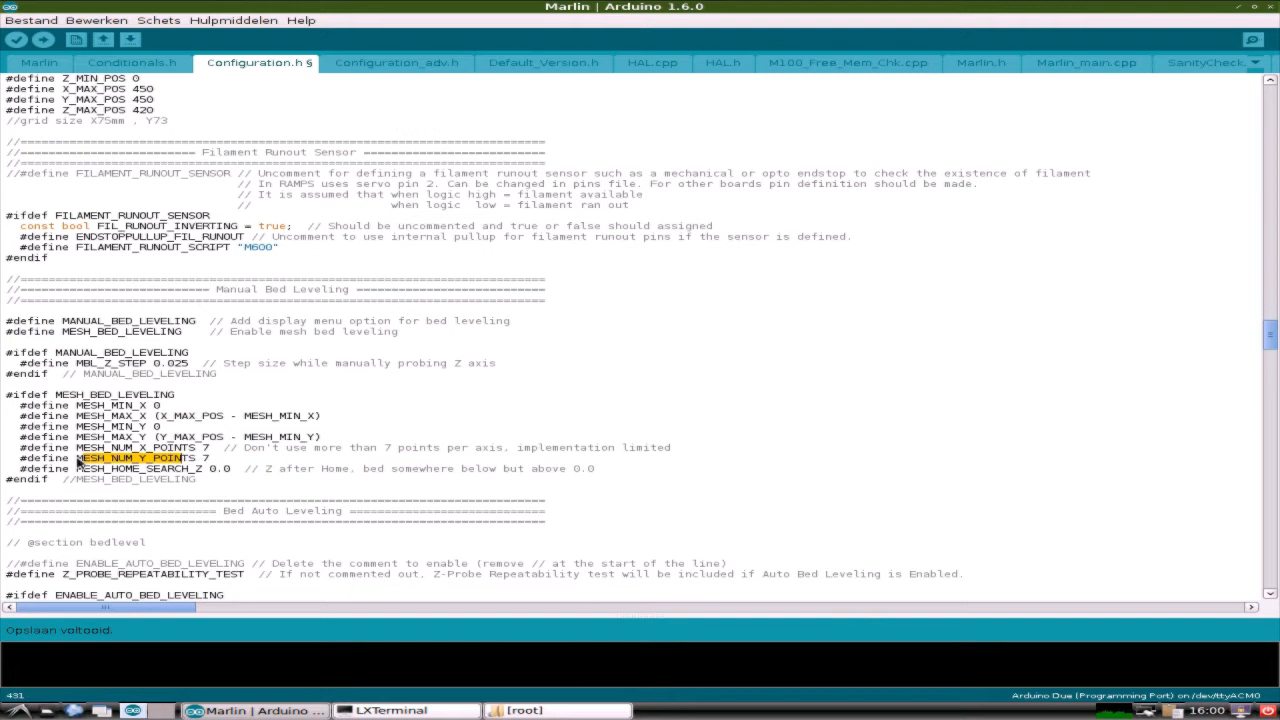 Marlin | Arduino 1.6.0
Bestand Bewerken Schets Hulpmiddelen Help
Marlin Conditionals.h Configuration.h § Configuration_adv.h Default_Version.h HAL.cpp HAL.h M100_Free_Mem_Chk.cpp Marlin.h Marlin_main.cpp SanityCheck.
#define Z_MIN_POS 0
#define X_MAX_POS 450
#define Y_MAX_POS 450
#define Z_MAX_POS 420
//grid size X75mm . Y73
//===========================================================================
//========================= Filament Runout Sensor ==========================
//===========================================================================
//#define FILAMENT_RUNOUT_SENSOR // Uncomment for defining a filament runout sensor such as a mechanical or opto endstop to check the existence of filament
// In RAMPS uses servo pin 2. Can be changed in pins file. For other boards pin definition should be made.
// It is assumed that when logic high = filament available
// when logic low = filament ran out
#ifdef FILAMENT_RUNOUT_SENSOR
const bool FIL_RUNOUT_INVERTING = true; // Should be uncommented and true or false should assigned
#define ENDSTOPPULLUP_FIL_RUNOUT // Uncomment to use internal pullup for filament runout pins if the sensor is defined.
#define FILAMENT_RUNOUT_SCRIPT "M600"
#endif
//===========================================================================
//============================ Manual Bed Leveling ===========================
//===========================================================================
#define MANUAL_BED_LEVELING // Add display menu option for bed leveling
#define MESH_BED_LEVELING // Enable mesh bed leveling
#ifdef MANUAL_BED_LEVELING
#define MBL_Z_STEP 0.025 // Step size while manually probing Z axis
#endif // MANUAL_BED_LEVELING
#ifdef MESH_BED_LEVELING
#define MESH_MIN_X 0
#define MESH_MAX_X (X_MAX_POS - MESH_MIN_X)
#define MESH_MIN_Y 0
#define MESH_MAX_Y (Y_MAX_POS - MESH_MIN_Y)
#define MESH_NUM_X_POINTS 7 // Don't use more than 7 points per axis, implementation limited
#define MESH_NUM_Y_POINTS 7
#define MESH_HOME_SEARCH_Z 0.0 // Z after Home, bed somewhere below but above 0.0
#endif //MESH_BED_LEVELING
//===========================================================================
//============================ Bed Auto Leveling ============================
//===========================================================================
// @section bedlevel
//#define ENABLE_AUTO_BED_LEVELING // Delete the comment to enable (remove // at the start of the line)
#define Z_PROBE_REPEATABILITY_TEST // If not commented out, Z-Probe Repeatability test will be included if Auto Bed Leveling is Enabled.
#ifdef ENABLE_AUTO_BED_LEVELING
Opslaan voltooid.
491 Arduino Due (Programming Port) on /dev/ttyACM0
Marlin | Arduino ... LXTerminal [root] 16:00